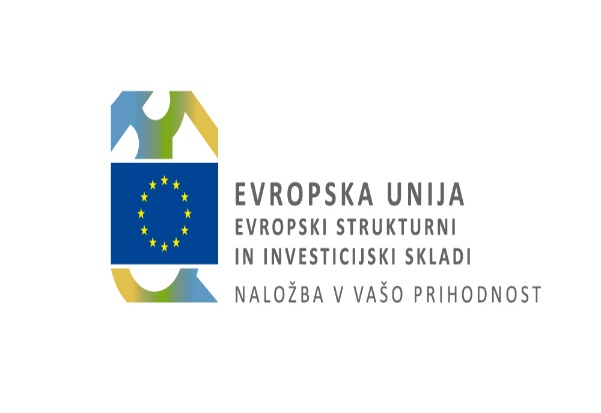 EVROPSKA UNIJA
EVROPSKI STRUKTURNI
IN INVESTICIJSKI SKLADI
NALOŽBA V VAŠO PRIHODNOST